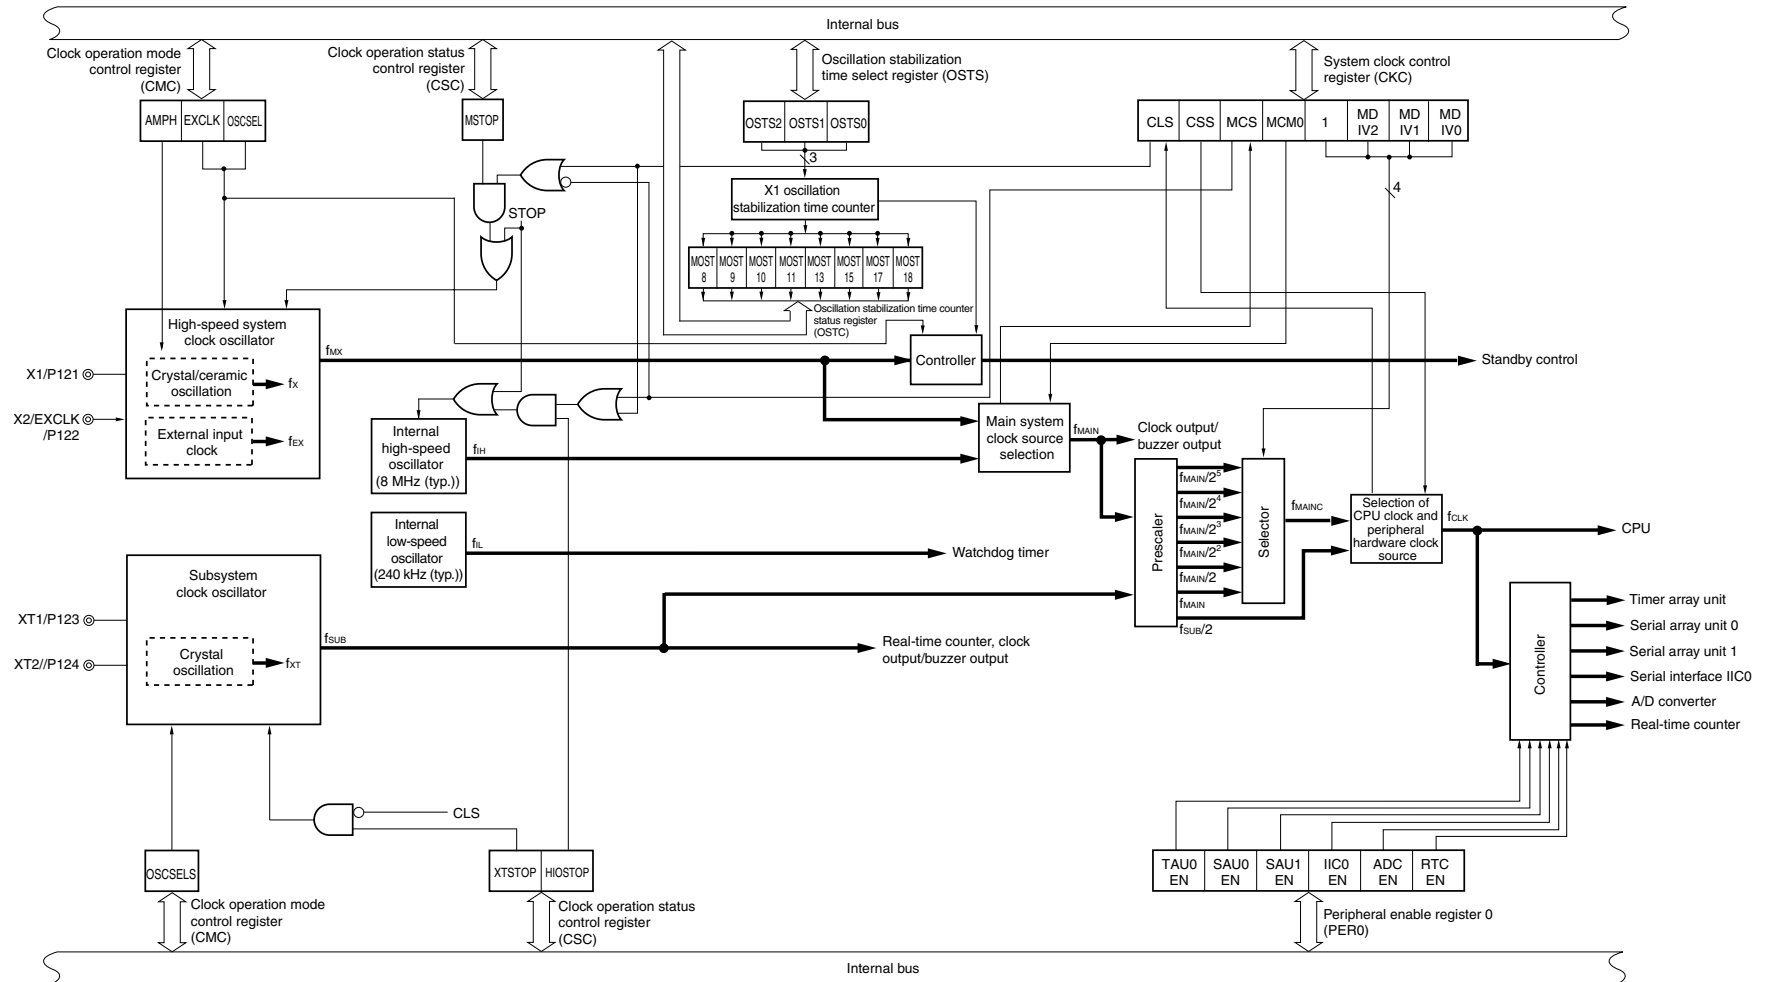 Internal bus
Clock operation mode
control register
(CMC)
Clock operation status
control register
(CSC)
Oscillation stabilization
time select register (OSTS)
System clock control
register (CKC)
AMPH EXCLK OSCSEL
MSTOP
OSTS2 OSTS1 OSTS0
CLS CSS MCS MCM0 1 MD MD MD
IV2 IV1 IV0
3
4
X1 oscillation
stabilization time counter
STOP
MOST MOST MOST MOST MOST MOST MOST MOST
8 9 10 11 13 15 17 18
Oscillation stabilization time counter
status register
(OSTC)
High-speed system
clock oscillator
fMX
Controller
Standby control
X1/P121
Crystal/ceramic
oscillation
fX
X2/EXCLK
/P122
External input
clock
fEX
Internal
high-speed
oscillator
(8 MHz (typ.))
fIH
Main system
clock source
selection
fMAIN
Clock output/
buzzer output
Prescaler
fMAIN/2⁵
fMAIN/2⁴
fMAIN/2³
fMAIN/2²
fMAIN/2
fMAIN
fSUB/2
Selector
fMAINC
Selection of
CPU clock and
peripheral
hardware clock
source
fCLK
CPU
Internal
low-speed
oscillator
(240 kHz (typ.))
fIL
Watchdog timer
Subsystem
clock oscillator
XT1/P123
fSUB
Crystal
oscillation
fXT
XT2//P124
Real-time counter, clock
output/buzzer output
Controller
Timer array unit
Serial array unit 0
Serial array unit 1
Serial interface IIC0
A/D converter
Real-time counter
CLS
OSCSELS
XTSTOP HIOSTOP
TAU0 SAU0 SAU1 IIC0 ADC RTC
EN EN EN EN EN EN
Clock operation mode
control register
(CMC)
Clock operation status
control register
(CSC)
Peripheral enable register 0
(PER0)
Internal bus